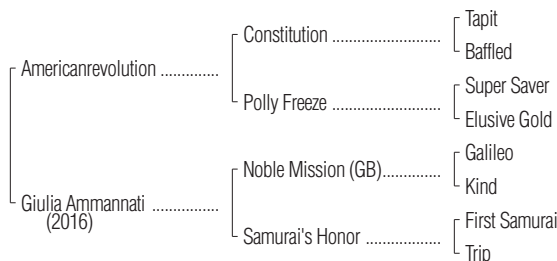 Tapit
Constitution ....................
Baffled
Americanrevolution ...........
Super Saver
Polly Freeze ....................
Elusive Gold
Galileo
Noble Mission (GB)...........
Kind
Giulia Ammannati .............
(2016)
First Samurai
Samurai's Honor ..............
Trip